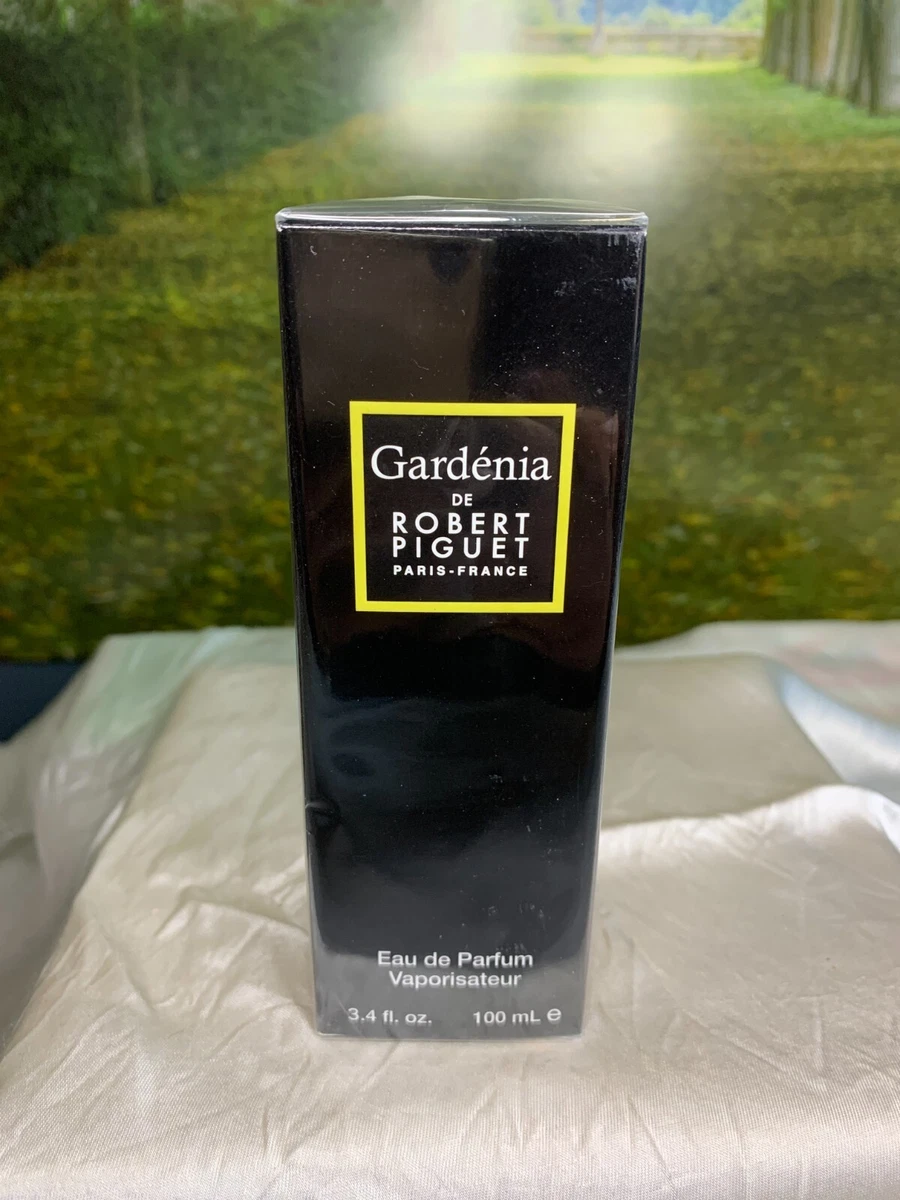 Gardénia
DE
ROBERT
PIGUET
PARIS-FRANCE
Eau de Parfum
Vaporisateur
3.4 fl. oz. 100 mL ℮